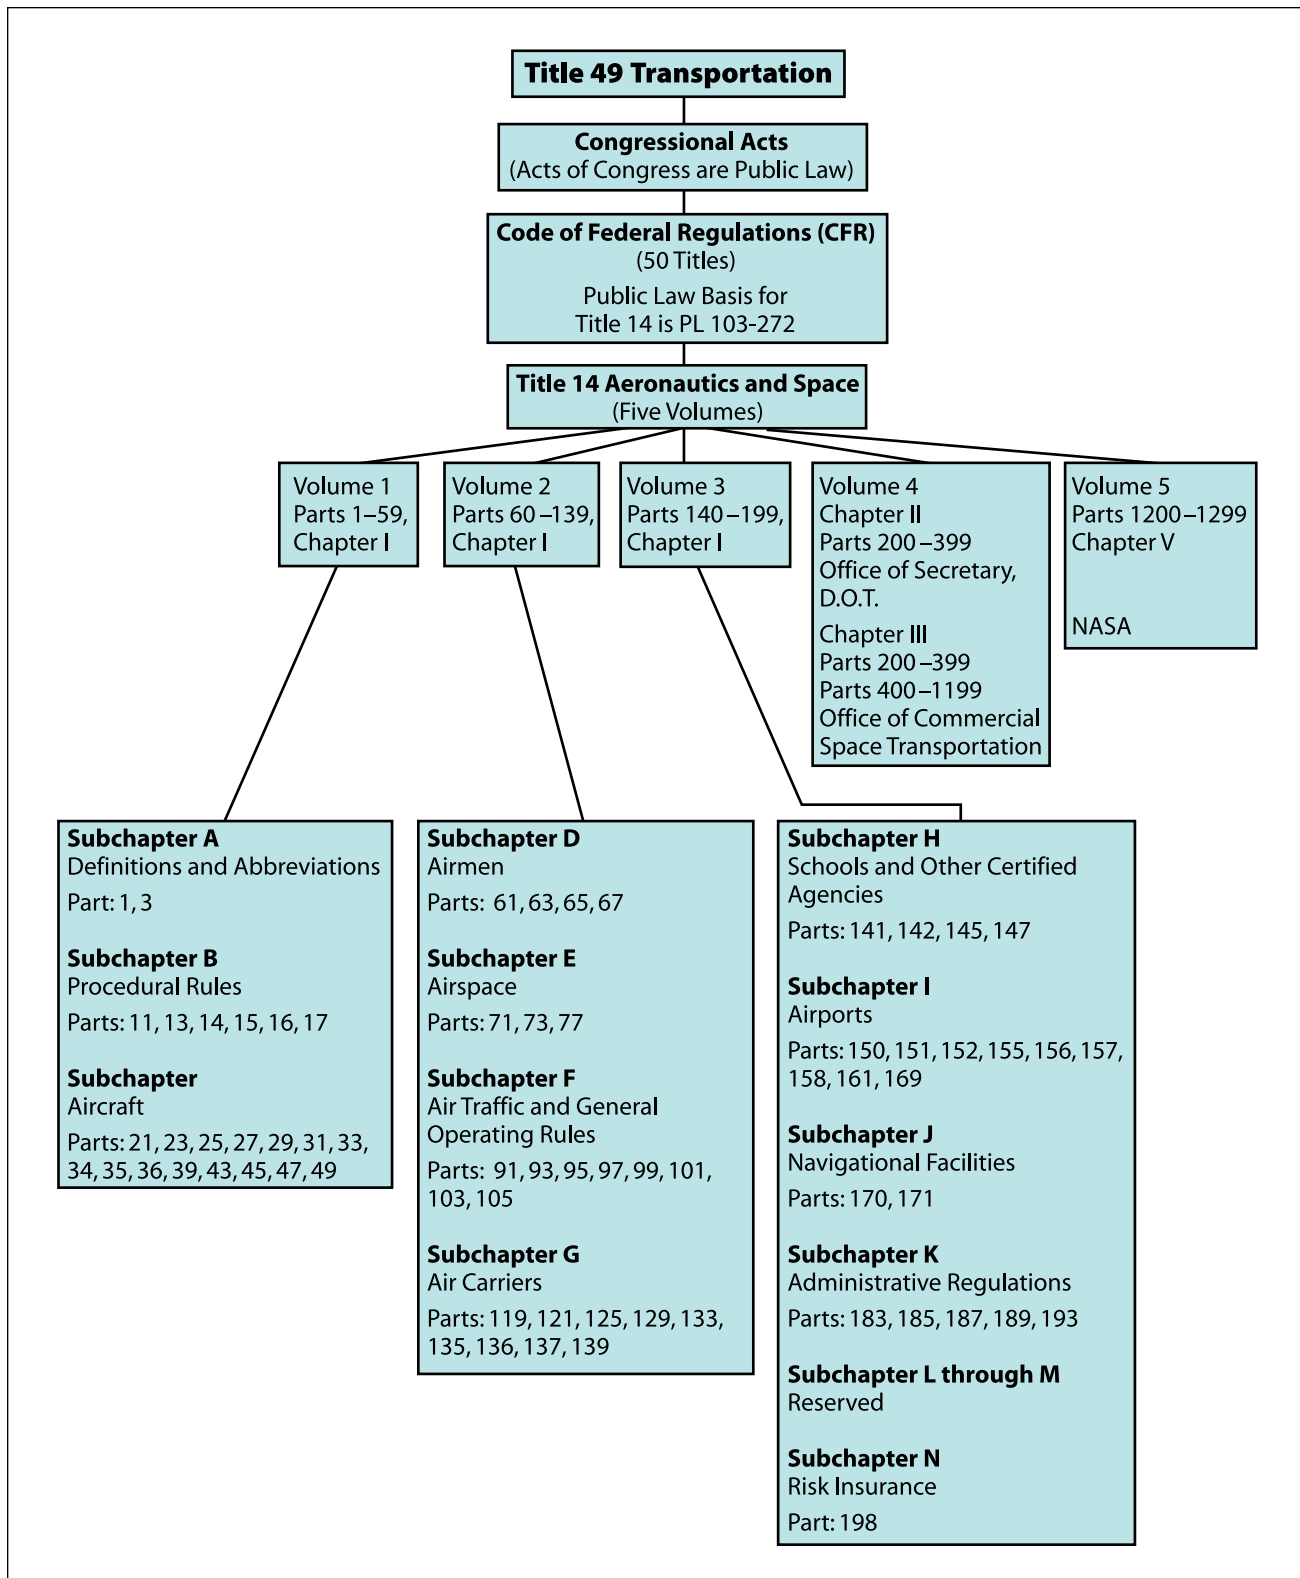 Title 49 Transportation
Congressional Acts
(Acts of Congress are Public Law)
Code of Federal Regulations (CFR)
(50 Titles)
Public Law Basis for
Title 14 is PL 103-272
Title 14 Aeronautics and Space
(Five Volumes)
Volume 1
Parts 1–59,
Chapter I
Volume 2
Parts 60–139,
Chapter I
Volume 3
Parts 140–199,
Chapter I
Volume 4
Chapter II
Parts 200–399
Office of Secretary,
D.O.T.
Chapter III
Parts 200–399
Parts 400–1199
Office of Commercial
Space Transportation
Volume 5
Parts 1200–1299
Chapter V
NASA
Subchapter A
Definitions and Abbreviations
Part: 1, 3
Subchapter B
Procedural Rules
Parts: 11, 13, 14, 15, 16, 17
Subchapter
Aircraft
Parts: 21, 23, 25, 27, 29, 31, 33,
34, 35, 36, 39, 43, 45, 47, 49
Subchapter D
Airmen
Parts: 61, 63, 65, 67
Subchapter E
Airspace
Parts: 71, 73, 77
Subchapter F
Air Traffic and General
Operating Rules
Parts: 91, 93, 95, 97, 99, 101,
103, 105
Subchapter G
Air Carriers
Parts: 119, 121, 125, 129, 133,
135, 136, 137, 139
Subchapter H
Schools and Other Certified
Agencies
Parts: 141, 142, 145, 147
Subchapter I
Airports
Parts: 150, 151, 152, 155, 156, 157,
158, 161, 169
Subchapter J
Navigational Facilities
Parts: 170, 171
Subchapter K
Administrative Regulations
Parts: 183, 185, 187, 189, 193
Subchapter L through M
Reserved
Subchapter N
Risk Insurance
Part: 198